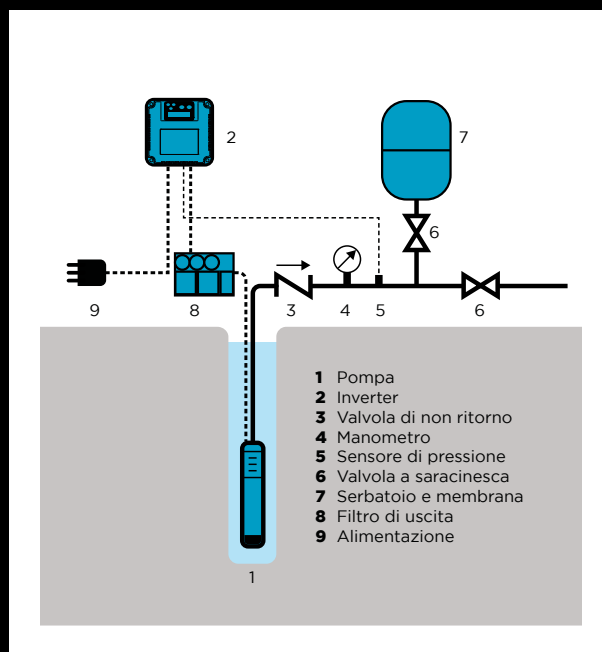 2
7
6
9
8
3
4
5
6
1 Pompa
2 Inverter
3 Valvola di non ritorno
4 Manometro
5 Sensore di pressione
6 Valvola a saracinesca
7 Serbatoio e membrana
8 Filtro di uscita
9 Alimentazione
1